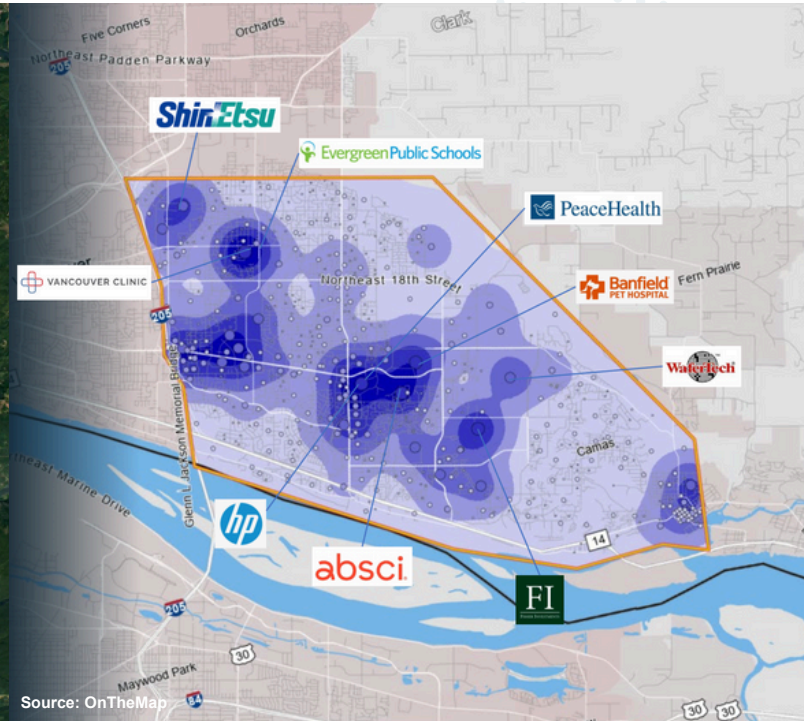 Five Corners
Orchards
Clark
Northeast Padden Parkway
205
ShinEtsu
Evergreen Public Schools
PeaceHealth
VANCOUVER CLINIC
Northeast 18th Street
Banfield
PET HOSPITAL
Fern Prairie
205
WaferTech
Glenn L Jackson Memorial Bridge
Camas
Marine Drive
hp
14
absci
FI
205
30
Maywood Park
84
Source: OnTheMap
30
30